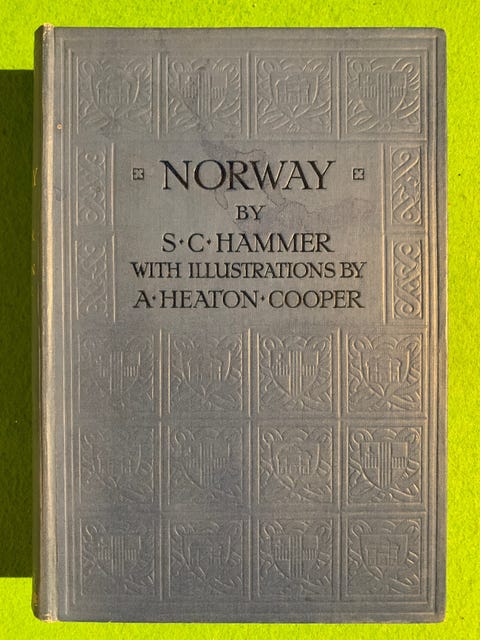 NORWAY
BY
S·C·HAMMER
WITH ILLUSTRATIONS BY
A·HEATON·COOPER